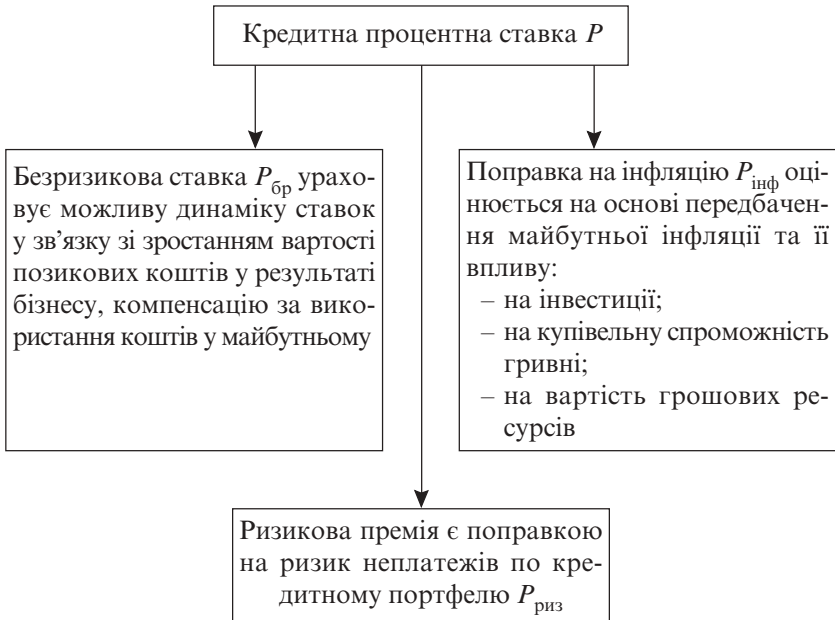 Кредитна процентна ставка P
Безризикова ставка Pбр урахо-
вує можливу динаміку ставок
у зв'язку зі зростанням вартості
позикових коштів у результаті
бізнесу, компенсацію за вико-
ристання коштів у майбутньому
Поправка на інфляцію Pінф оці-
нюється на основі передбачен-
ня майбутньої інфляції та її
впливу:
– на інвестиції;
– на купівельну спроможність
гривні;
– на вартість грошових ре-
сурсів
Ризикова премія є поправкою
на ризик неплатежів по кре-
дитному портфелю Pриз